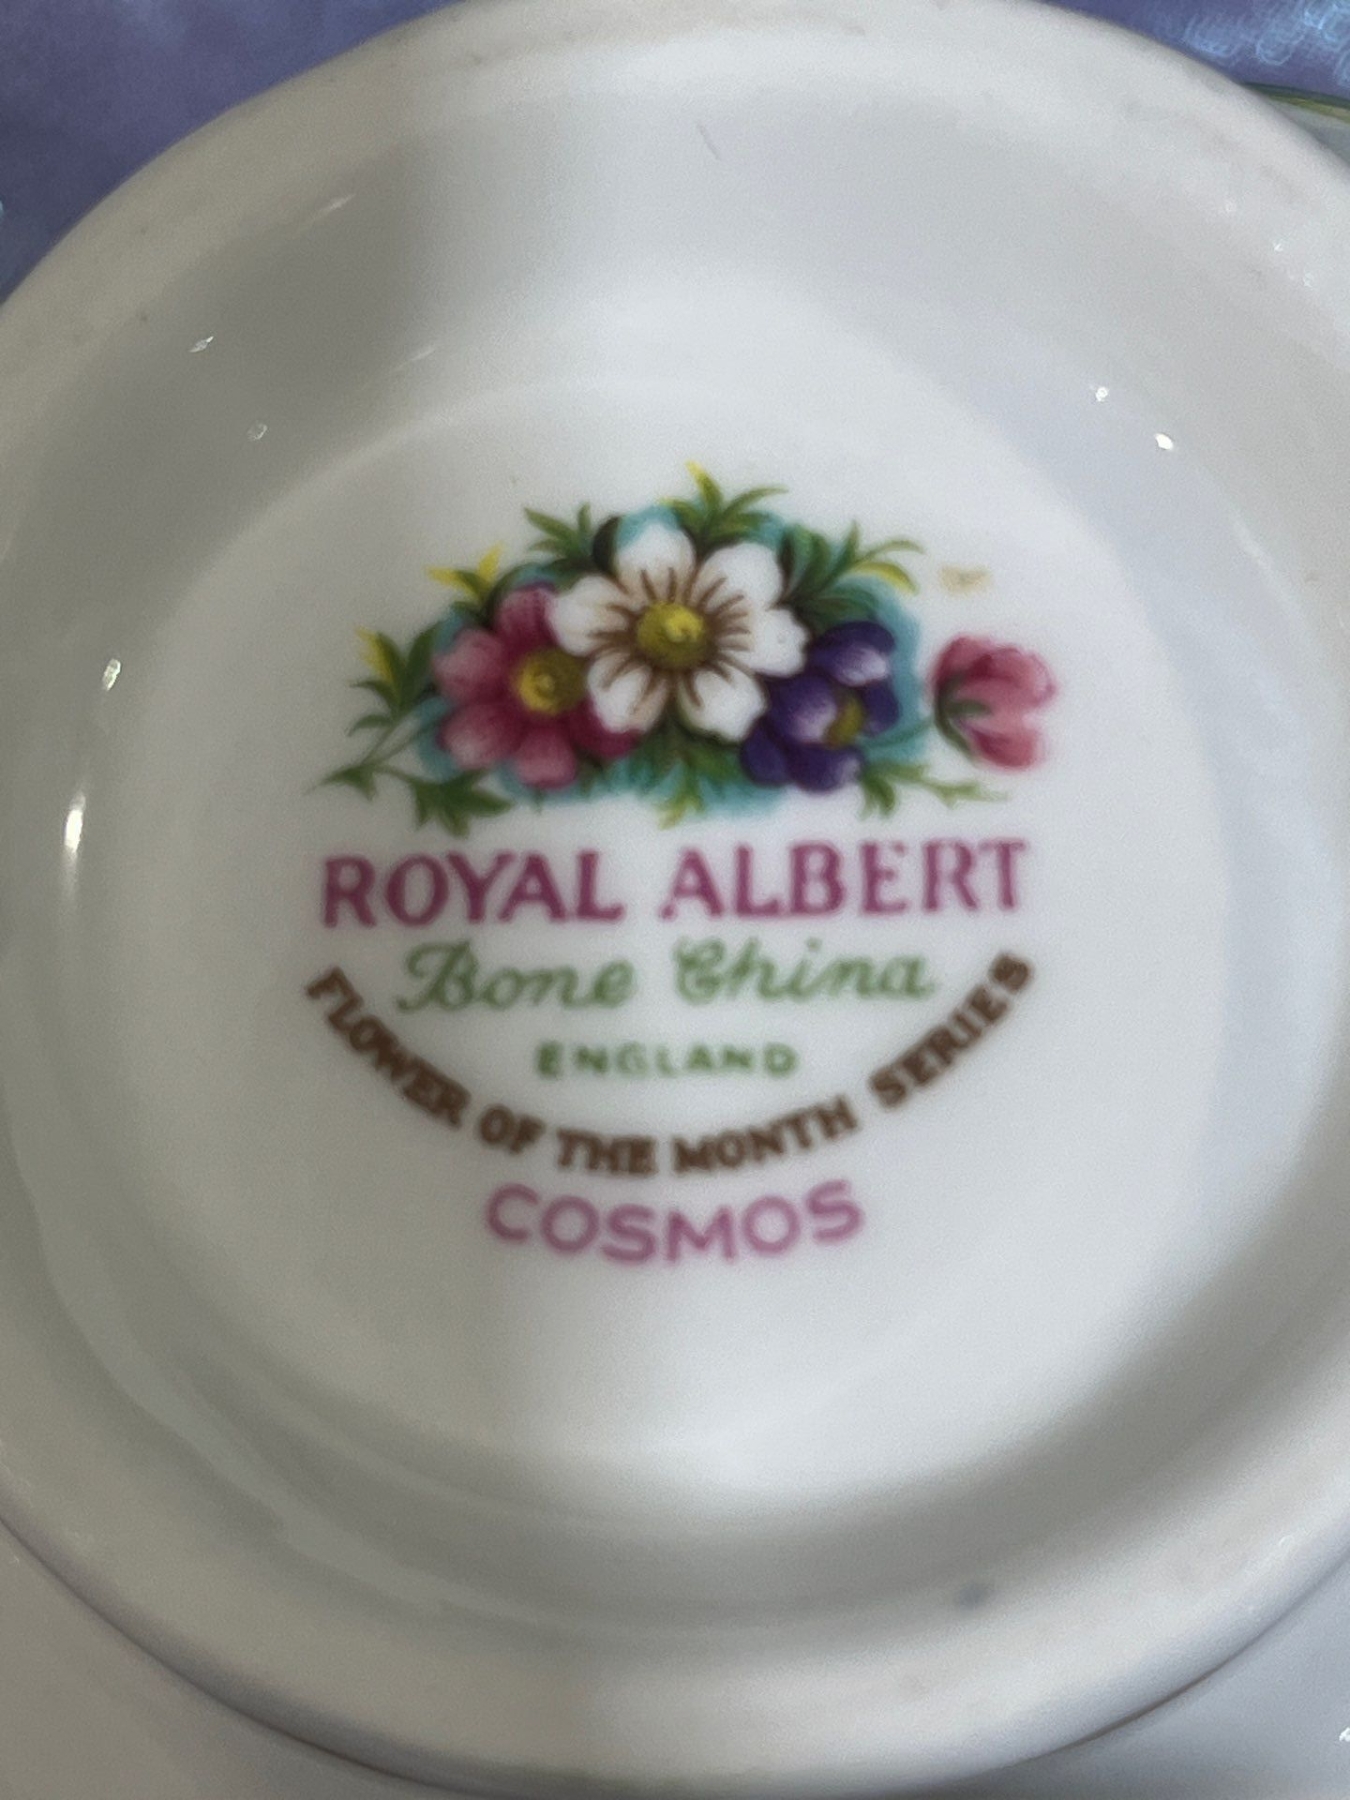 ROYAL ALBERT
Bone China
ENGLAND
FLOWER OF THE MONTH SERIES
COSMOS